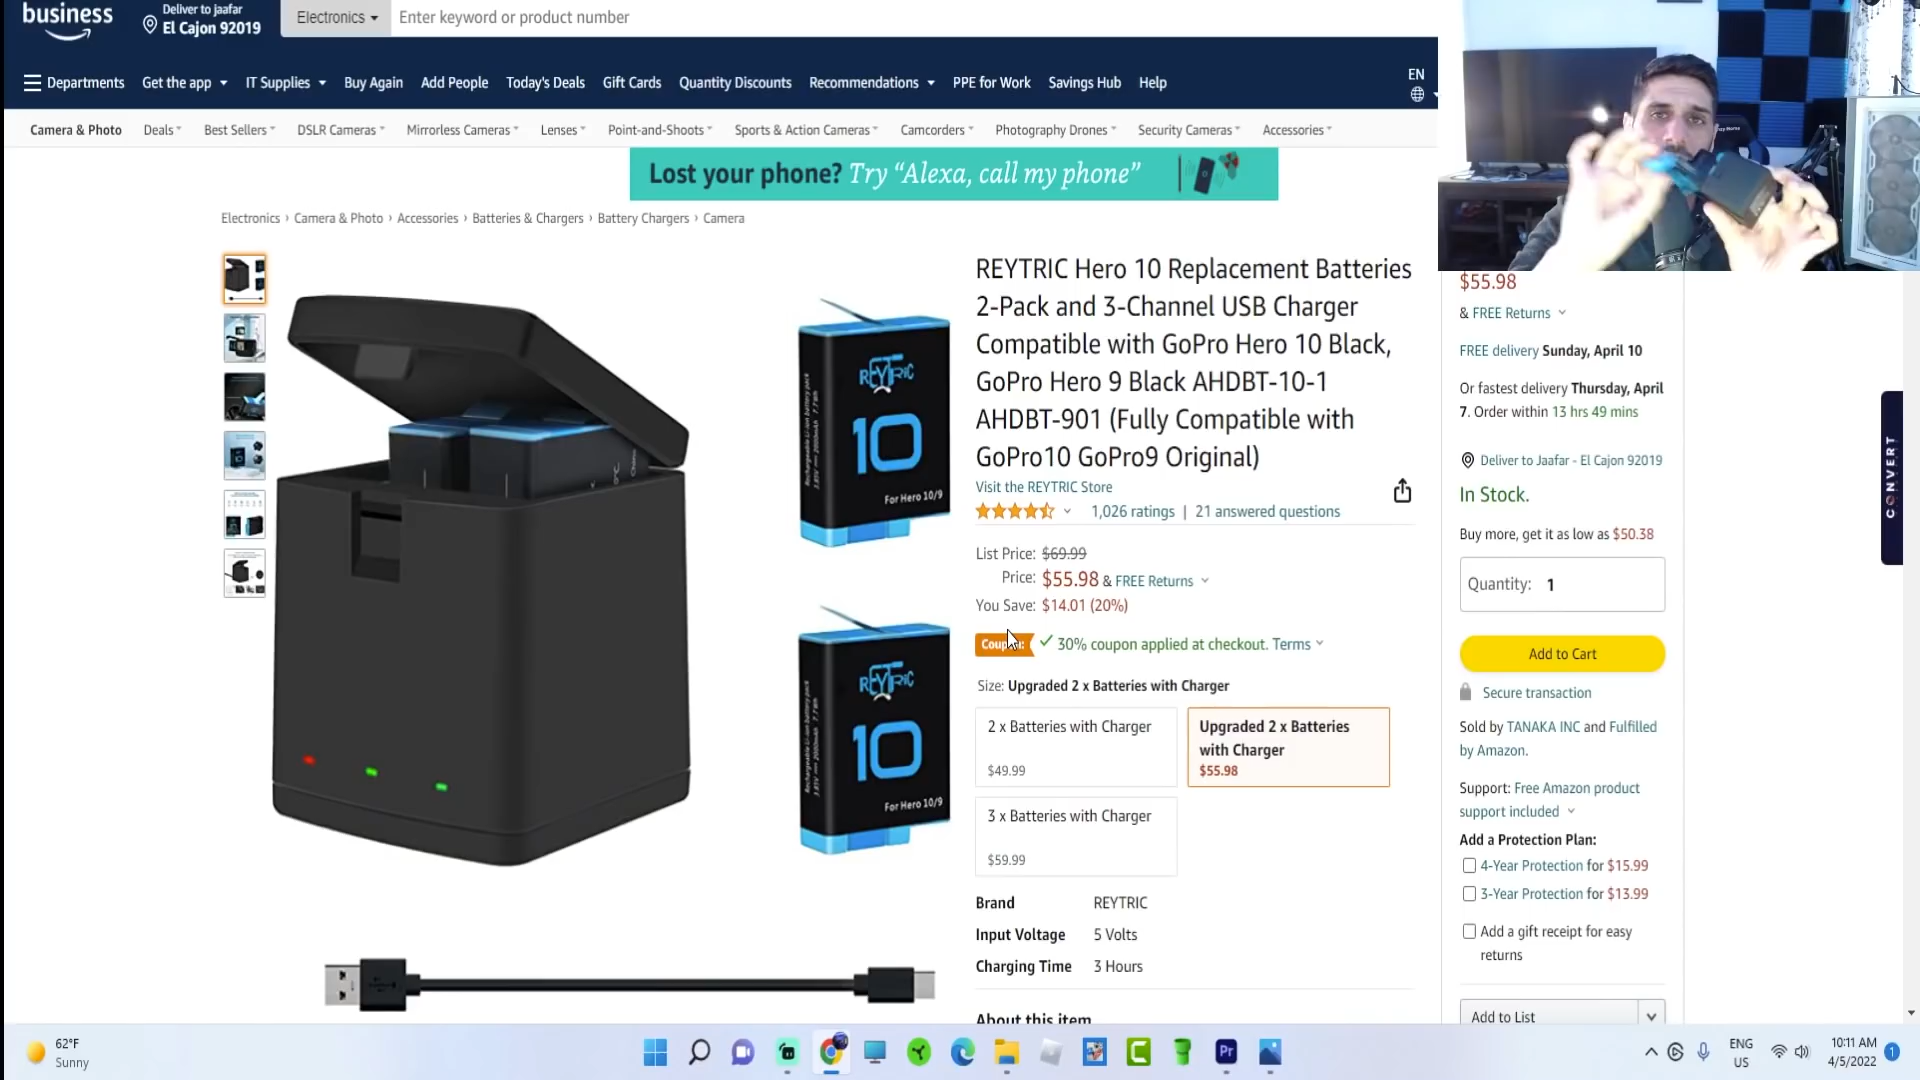 business
Deliver to jaafar
El Cajon 92019
Electronics
Enter keyword or product number
Departments
Get the app
IT Supplies
Buy Again
Add People
Today's Deals
Gift Cards
Quantity Discounts
Recommendations
PPE for Work
Savings Hub
Help
EN
Camera & Photo
Deals
Best Sellers
DSLR Cameras
Mirrorless Cameras
Lenses
Point-and-Shoots
Sports & Action Cameras
Camcorders
Photography Drones
Security Cameras
Accessories
Lost your phone? Try “Alexa, call my phone”
Electronics › Camera & Photo › Accessories › Batteries & Chargers › Battery Chargers › Camera
REYTRIC
10
For Hero 10/9
REYTRIC
10
For Hero 10/9
REYTRIC Hero 10 Replacement Batteries
2-Pack and 3-Channel USB Charger
Compatible with GoPro Hero 10 Black,
GoPro Hero 9 Black AHDBT-10-1
AHDBT-901 (Fully Compatible with
GoPro10 GoPro9 Original)
Visit the REYTRIC Store
1,026 ratings | 21 answered questions
List Price: $69.99
Price: $55.98 & FREE Returns
You Save: $14.01 (20%)
30% coupon applied at checkout. Terms
Size: Upgraded 2 x Batteries with Charger
2 x Batteries with Charger
$49.99
Upgraded 2 x Batteries
with Charger
$55.98
3 x Batteries with Charger
$59.99
Brand REYTRIC
Input Voltage 5 Volts
Charging Time 3 Hours
About this item
$55.98
& FREE Returns
FREE delivery Sunday, April 10
Or fastest delivery Thursday, April
7. Order within 13 hrs 49 mins
Deliver to Jaafar - El Cajon 92019
In Stock.
Buy more, get it as low as $50.38
Quantity: 1
Add to Cart
Secure transaction
Sold by TANAKA INC and Fulfilled
by Amazon.
Support: Free Amazon product
support included
Add a Protection Plan:
4-Year Protection for $15.99
3-Year Protection for $13.99
Add a gift receipt for easy
returns
Add to List
CONVERT
62°F
Sunny
Pr
ENG
US
10:11 AM
4/5/2022
1